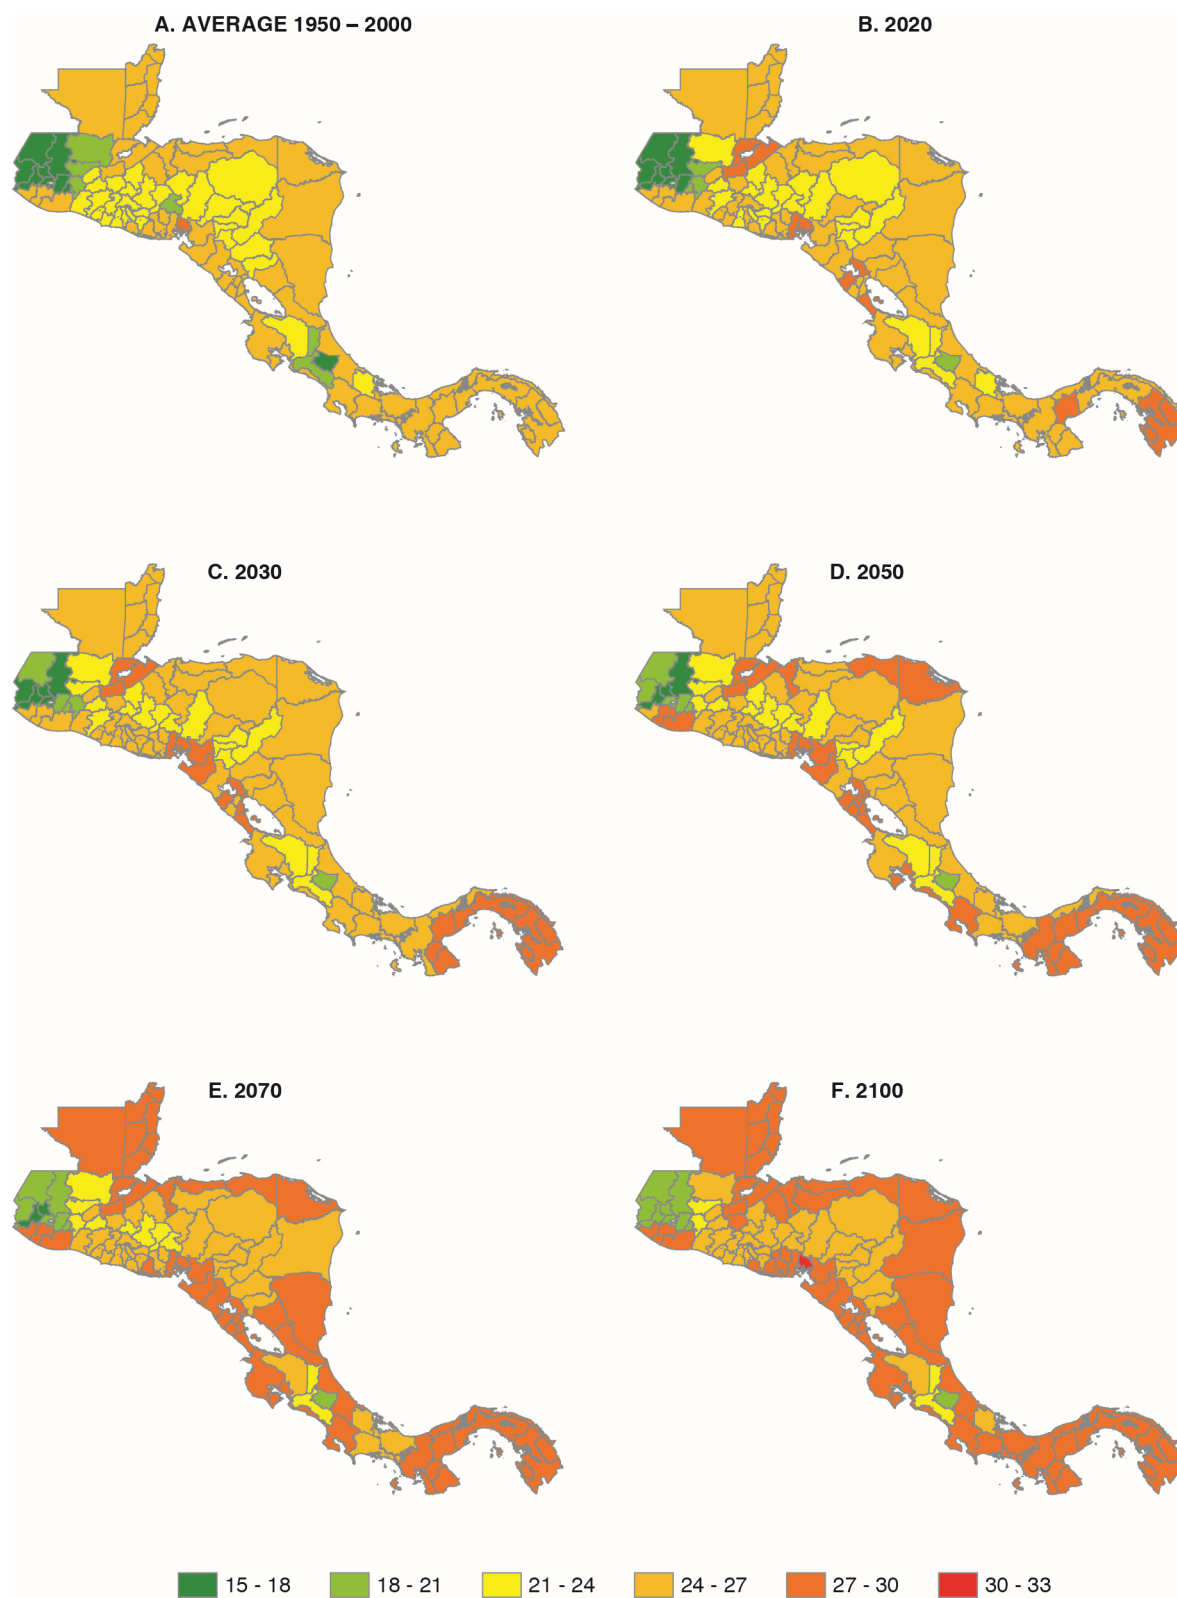 A. AVERAGE 1950 – 2000
B. 2020
C. 2030
D. 2050
E. 2070
F. 2100
15 - 18
18 - 21
21 - 24
24 - 27
27 - 30
30 - 33